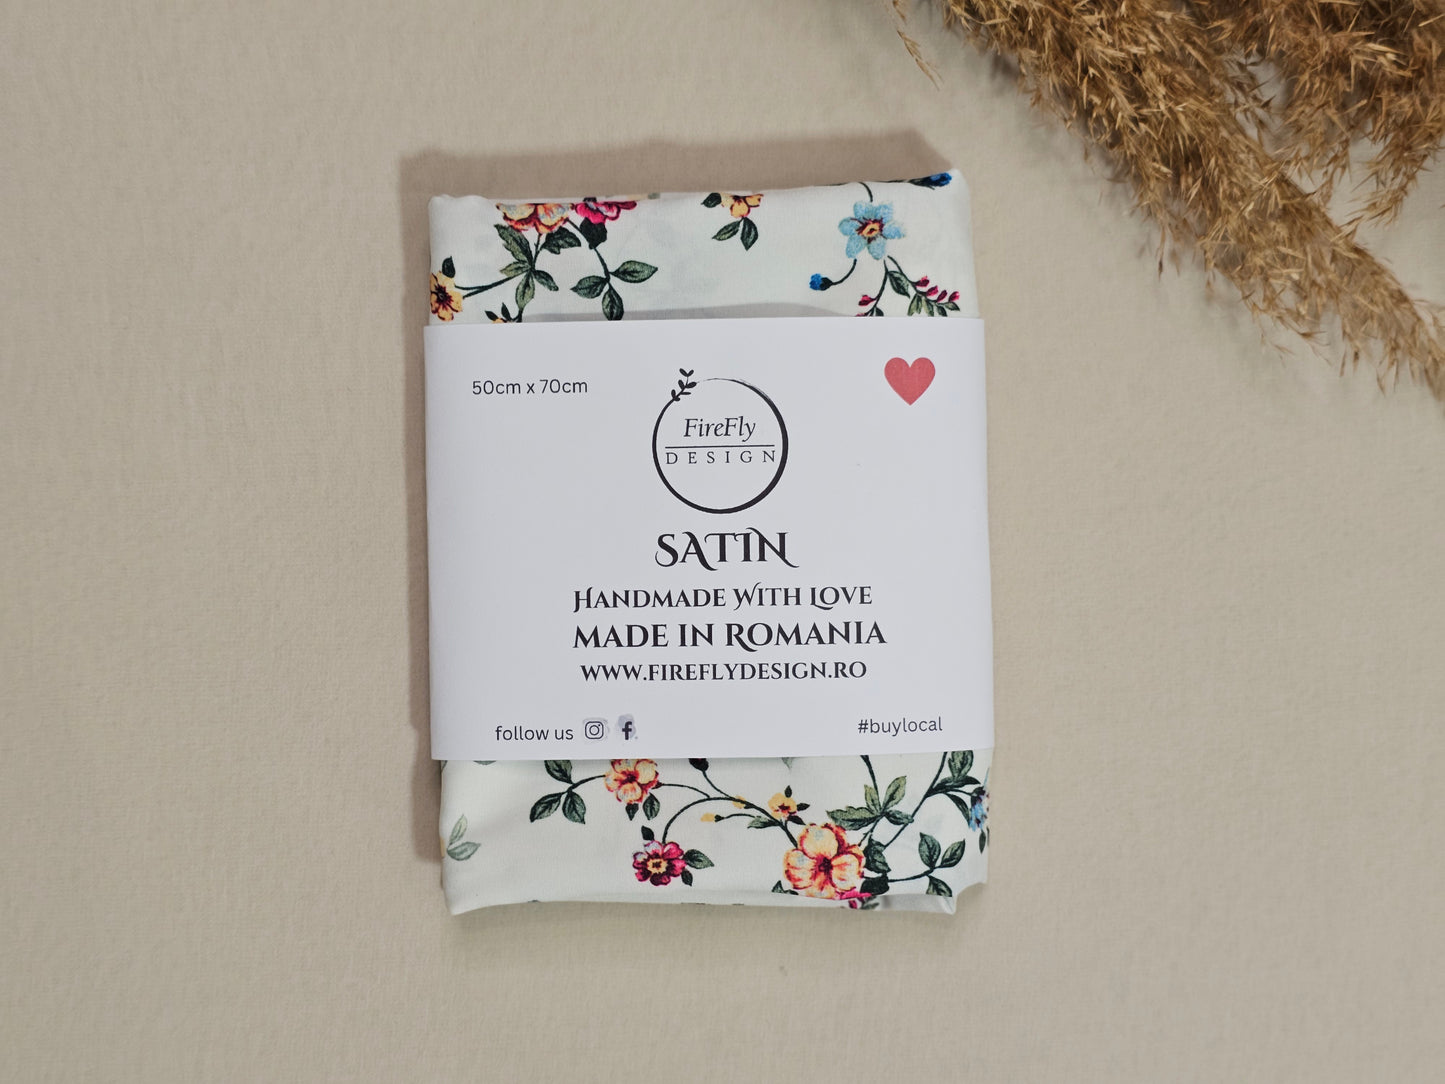 50cm x 70cm
FireFly
DESIGN
SATIN
HANDMADE WITH LOVE
MADE IN ROMANIA
WWW.FIREFLYDESIGN.RO
follow us
#buylocal